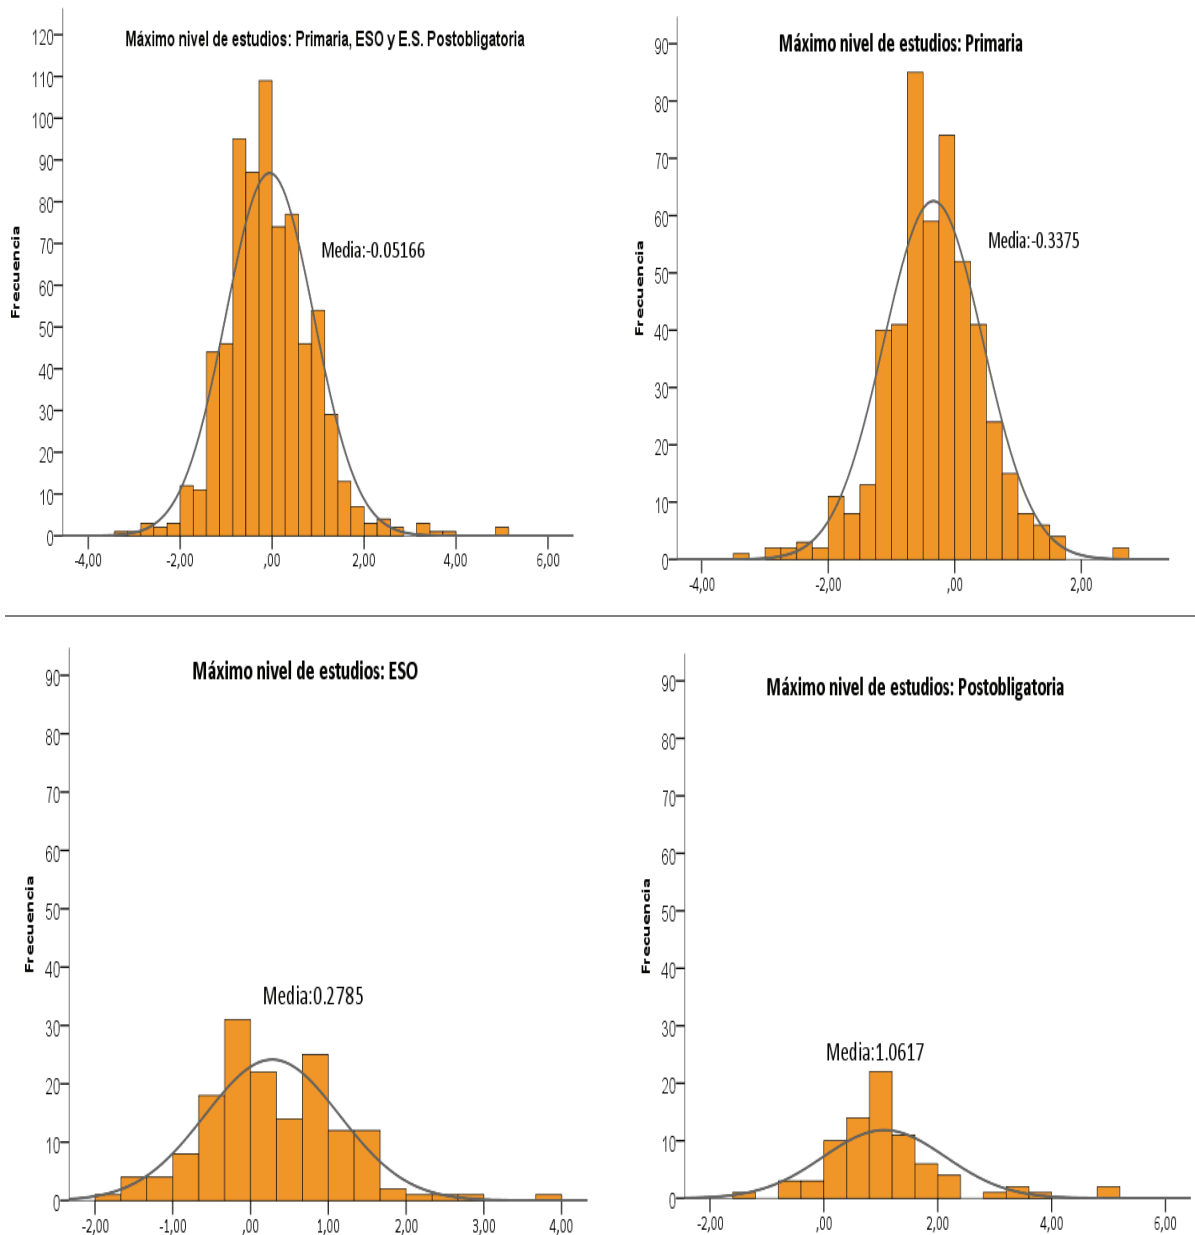 Máximo nivel de estudios: Primaria, ESO y E.S. Postobligatoria
Frecuencia
120
110
100
90
80
70
60
50
40
30
20
10
0
Media:-0.05166
-4,00 -2,00 ,00 2,00 4,00 6,00
Máximo nivel de estudios: Primaria
Frecuencia
90
80
70
60
50
40
30
20
10
0
Media:-0.3375
-4,00 -2,00 ,00 2,00
Máximo nivel de estudios: ESO
Frecuencia
90
80
70
60
50
40
30
20
10
0
Media:0.2785
-2,00 -1,00 ,00 1,00 2,00 3,00 4,00
Máximo nivel de estudios: Postobligatoria
Frecuencia
90
80
70
60
50
40
30
20
10
0
Media:1.0617
-2,00 ,00 2,00 4,00 6,00